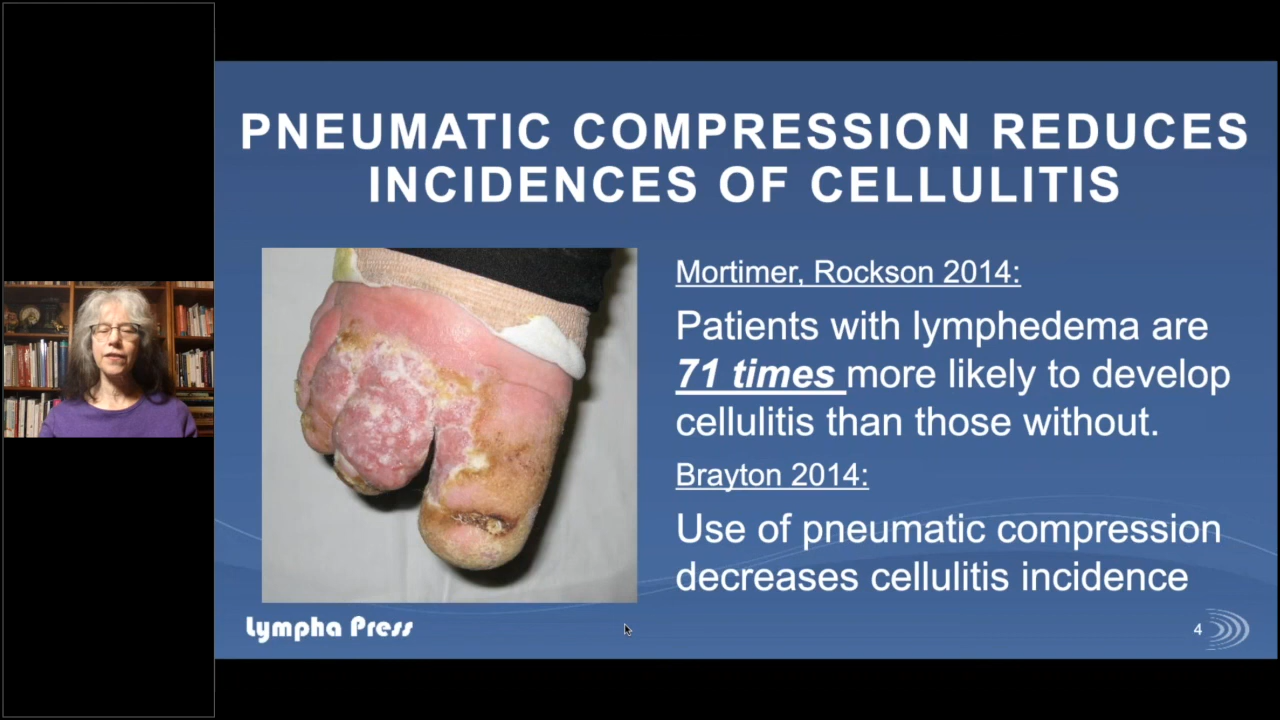 PNEUMATIC COMPRESSION REDUCES
INCIDENCES OF CELLULITIS
Mortimer, Rockson 2014:
Patients with lymphedema are
71 times more likely to develop
cellulitis than those without.
Brayton 2014:
Use of pneumatic compression
decreases cellulitis incidence
Lympha Press
4